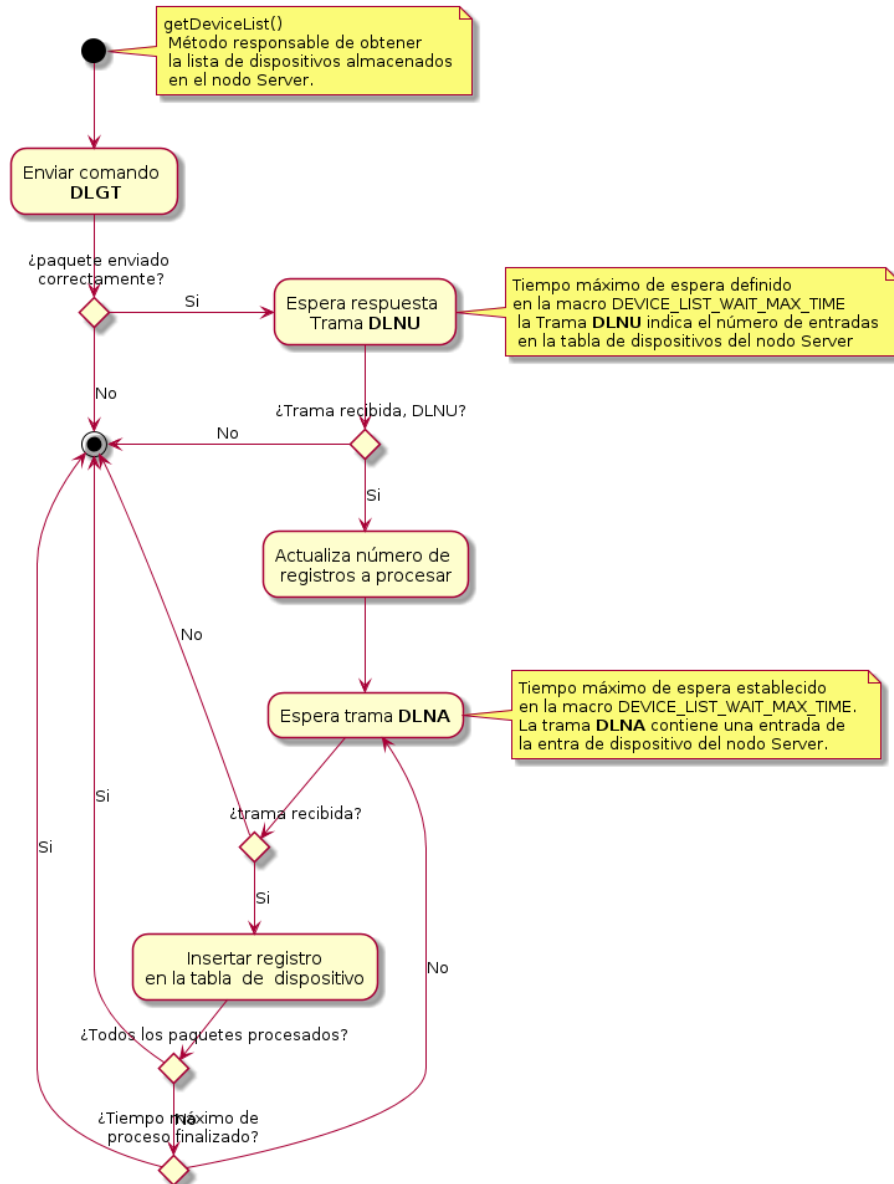 getDeviceList()
Método responsable de obtener
la lista de dispositivos almacenados
en el nodo Server.
Enviar comando
DLGT
¿paquete enviado
correctamente?
Si
Espera respuesta
Trama DLNU
Tiempo máximo de espera definido
en la macro DEVICE_LIST_WAIT_MAX_TIME
la Trama DLNU indica el número de entradas
en la tabla de dispositivos del nodo Server
No
¿Trama recibida, DLNU?
No
Si
Actualiza número de
registros a procesar
No
Espera trama DLNA
Tiempo máximo de espera establecido
en la macro DEVICE_LIST_WAIT_MAX_TIME.
La trama DLNA contiene una entrada de
la entra de dispositivo del nodo Server.
Si
¿trama recibida?
Si
Si
Insertar registro
en la tabla de dispositivo
No
¿Todos los paquetes procesados?
No
¿Tiempo máximo de
proceso finalizado?